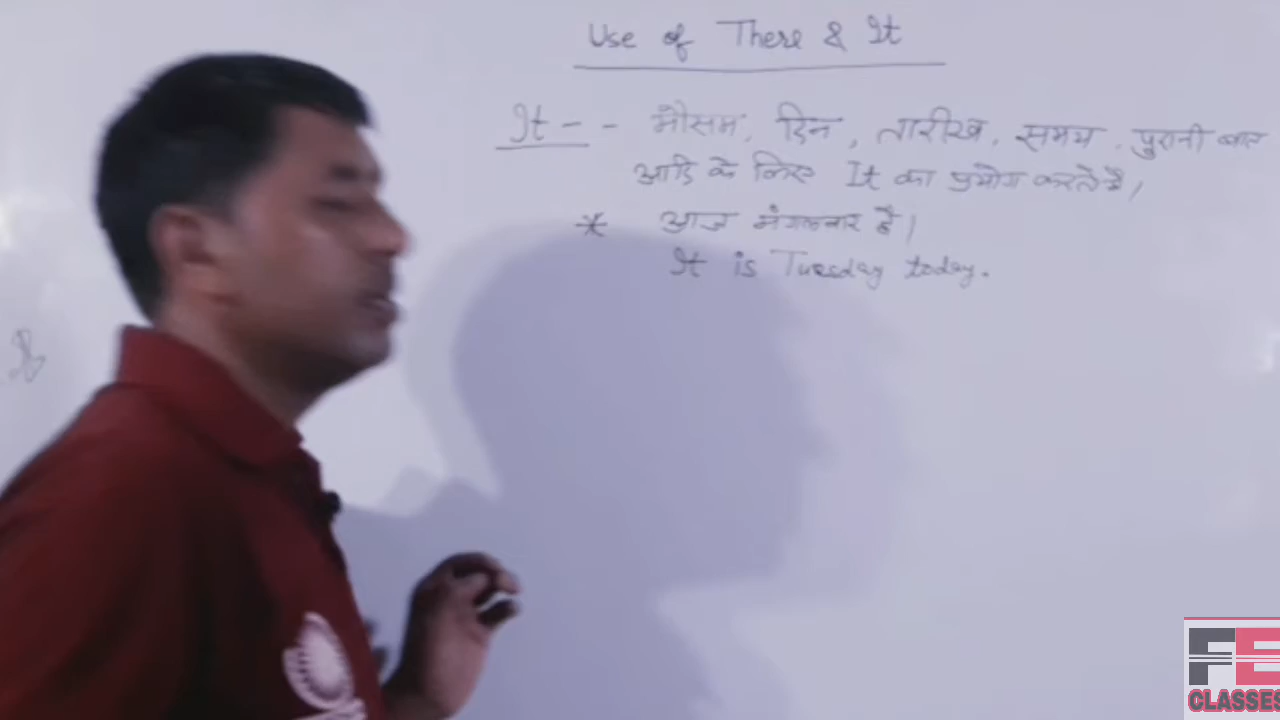 Use of There & It
It - - मौसम, दिन, तारीख, समय, पुरानी बात
आदि के लिए It का प्रयोग करते है।
* आज मंगलवार है।
It is Tuesday today.
FE
CLASSES